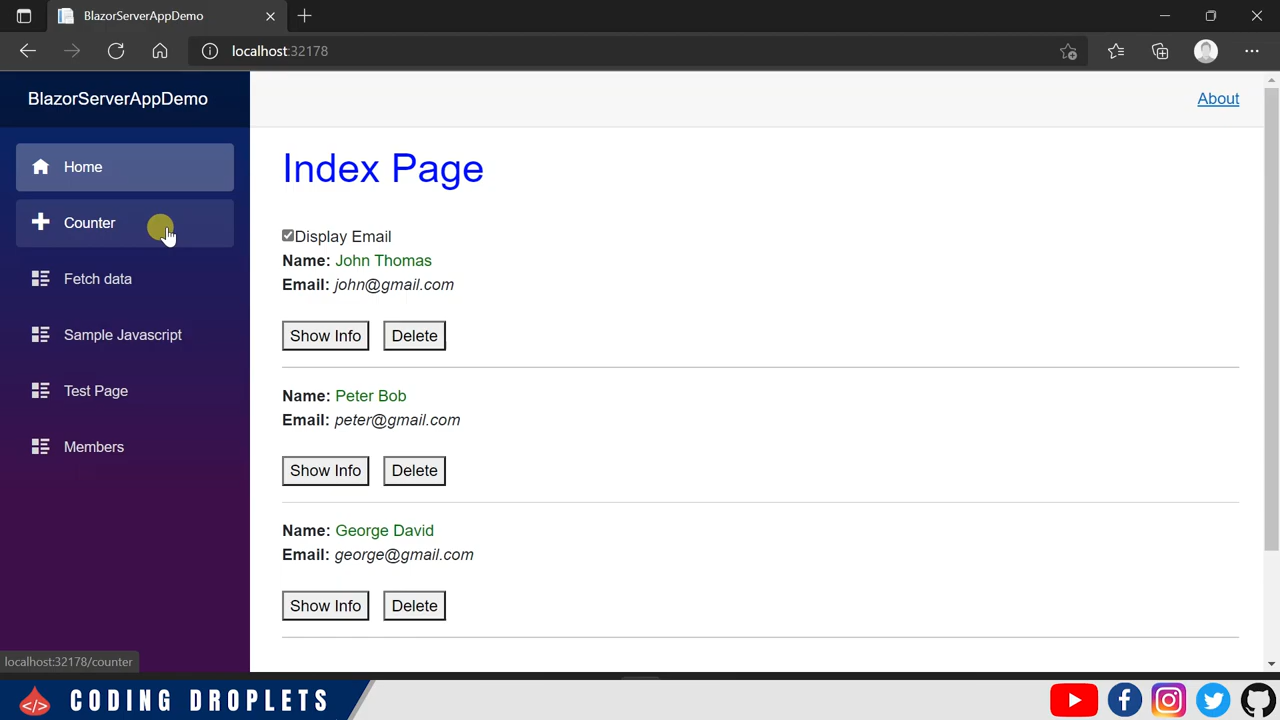 BlazorServerAppDemo
localhost:32178
BlazorServerAppDemo
About
Home
Counter
Fetch data
Sample Javascript
Test Page
Members
Index Page
Display Email
Name: John Thomas
Email: john@gmail.com
Show Info Delete
Name: Peter Bob
Email: peter@gmail.com
Show Info Delete
Name: George David
Email: george@gmail.com
Show Info Delete
localhost:32178/counter
CODING DROPLETS